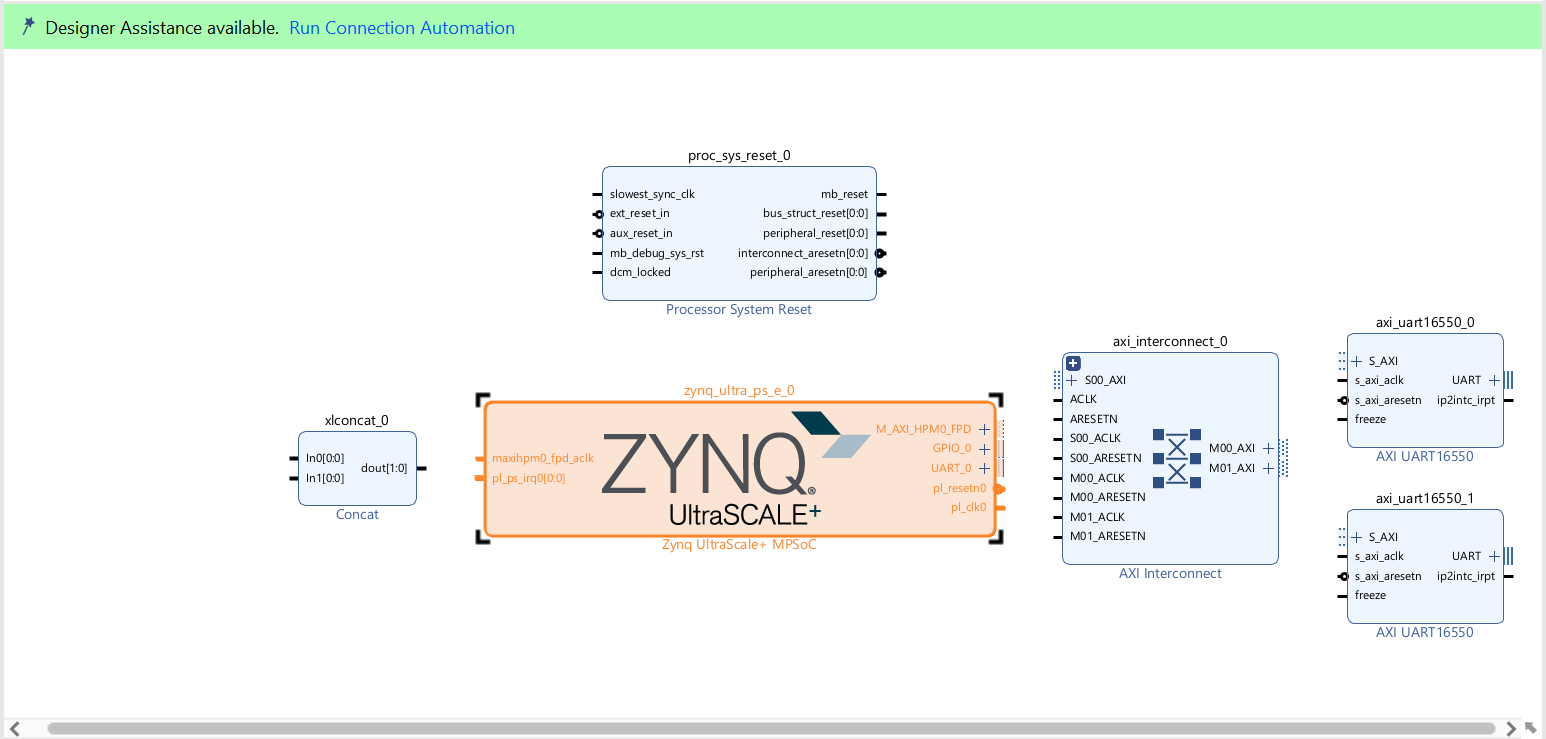 Designer Assistance available. Run Connection Automation
proc_sys_reset_0
slowest_sync_clk
ext_reset_in
aux_reset_in
mb_debug_sys_rst
dcm_locked
mb_reset
bus_struct_reset[0:0]
peripheral_reset[0:0]
interconnect_aresetn[0:0]
peripheral_aresetn[0:0]
Processor System Reset
xlconcat_0
In0[0:0]
In1[0:0]
dout[1:0]
Concat
zynq_ultra_ps_e_0
maxihpm0_fpd_aclk
pl_ps_irq0[0:0]
ZYNQ®
UltraSCALE+
M_AXI_HPM0_FPD
GPIO_0
UART_0
pl_resetn0
pl_clk0
Zynq UltraScale+ MPSoC
axi_interconnect_0
S00_AXI
ACLK
ARESETN
S00_ACLK
S00_ARESETN
M00_ACLK
M00_ARESETN
M01_ACLK
M01_ARESETN
M00_AXI
M01_AXI
AXI Interconnect
axi_uart16550_0
S_AXI
s_axi_aclk
s_axi_aresetn
freeze
UART
ip2intc_irpt
AXI UART16550
axi_uart16550_1
S_AXI
s_axi_aclk
s_axi_aresetn
freeze
UART
ip2intc_irpt
AXI UART16550